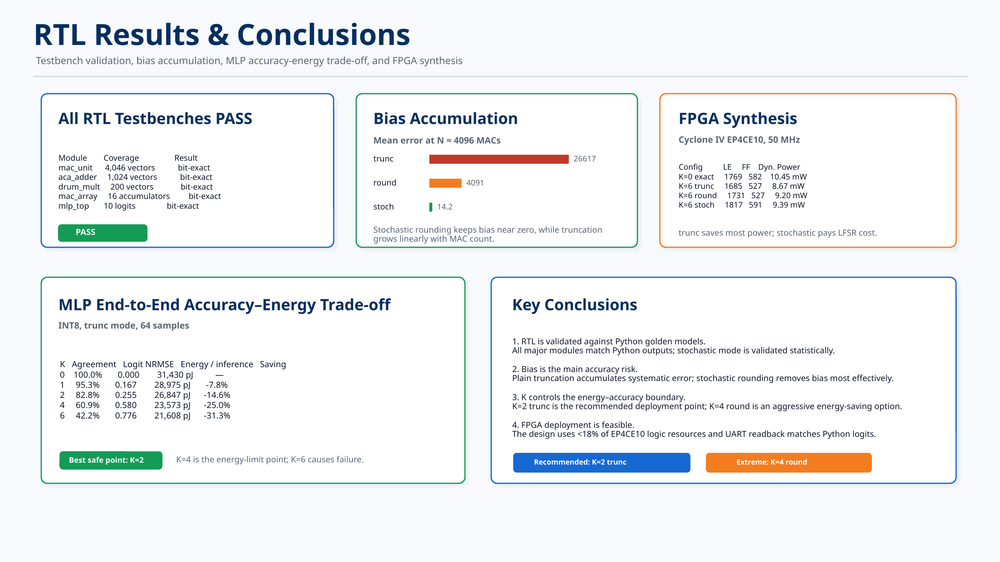 RTL Results & Conclusions
Testbench validation, bias accumulation, MLP accuracy-energy trade-off, and FPGA synthesis
All RTL Testbenches PASS
Module Coverage Result
mac_unit 4,046 vectors bit-exact
aca_adder 1,024 vectors bit-exact
drum_mult 200 vectors bit-exact
mac_array 16 accumulators bit-exact
mlp_top 10 logits bit-exact
PASS
Bias Accumulation
Mean error at N = 4096 MACs
trunc 26617
round 4091
stoch 14.2
Stochastic rounding keeps bias near zero, while truncation
grows linearly with MAC count.
FPGA Synthesis
Cyclone IV EP4CE10, 50 MHz
Config LE FF Dyn. Power
K=0 exact 1769 582 10.45 mW
K=6 trunc 1685 527 8.67 mW
K=6 round 1731 527 9.20 mW
K=6 stoch 1817 591 9.39 mW
trunc saves most power; stochastic pays LFSR cost.
MLP End-to-End Accuracy–Energy Trade-off
INT8, trunc mode, 64 samples
K Agreement Logit NRMSE Energy / inference Saving
0 100.0% 0.000 31,430 pJ —
1 95.3% 0.167 28,975 pJ -7.8%
2 82.8% 0.255 26,847 pJ -14.6%
4 60.9% 0.580 23,573 pJ -25.0%
6 42.2% 0.776 21,608 pJ -31.3%
Best safe point: K=2
K=4 is the energy-limit point; K=6 causes failure.
Key Conclusions
1. RTL is validated against Python golden models.
All major modules match Python outputs; stochastic mode is validated statistically.
2. Bias is the main accuracy risk.
Plain truncation accumulates systematic error; stochastic rounding removes bias most effectively.
3. K controls the energy–accuracy boundary.
K=2 trunc is the recommended deployment point; K=4 round is an aggressive energy-saving option.
4. FPGA deployment is feasible.
The design uses <18% of EP4CE10 logic resources and UART readback matches Python logits.
Recommended: K=2 trunc
Extreme: K=4 round